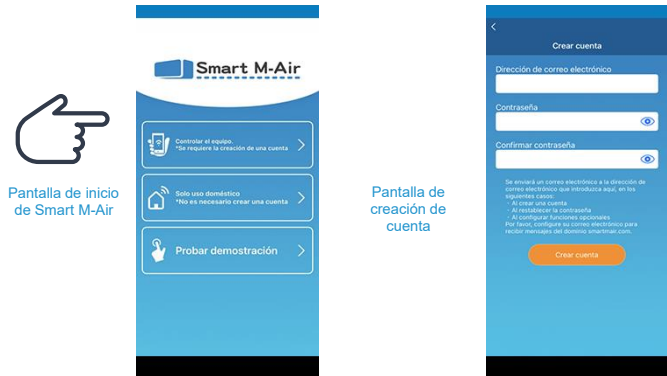 Pantalla de inicio
de Smart M-Air
Smart M-Air
Controlar el equipo.
*Se requiere la creación de una cuenta
Solo uso doméstico
*No es necesario crear una cuenta
Probar demostración
Pantalla de
creación de
cuenta
Crear cuenta
Dirección de correo electrónico
Contraseña
Confirmar contraseña
Se enviará un correo electrónico a la dirección de
correo electrónico que introduzca aquí, en los
siguientes casos:
- Al crear una cuenta
- Al restablecer la contraseña
- Al configurar funciones opcionales
Por favor, configure su correo electrónico para
recibir mensajes del dominio smartmair.com.
Crear cuenta